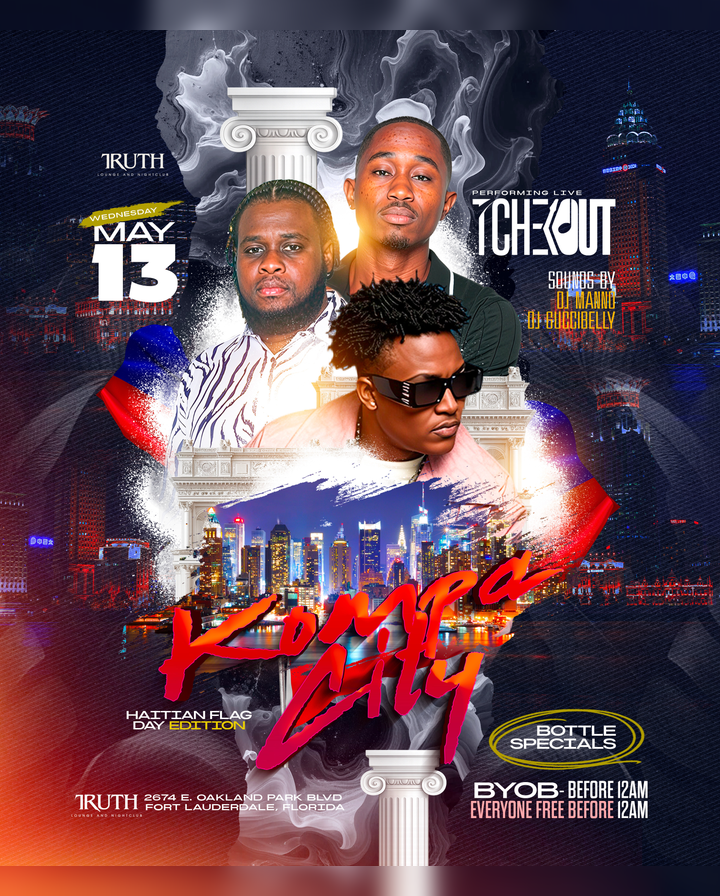 TRUTH
LOUNGE AND NIGHTCLUB
WEDNESDAY
MAY
13
PERFORMING LIVE
TCHEKOUT
SOUNDS BY
DJ MANNO
DJ GUCCIBELLY
Kompa
City
HAITIAN FLAG
DAY EDITION
BOTTLE
SPECIALS
TRUTH
LOUNGE AND NIGHTCLUB
2674 E. OAKLAND PARK BLVD
FORT LAUDERDALE, FLORIDA
BYOB- BEFORE 12AM
EVERYONE FREE BEFORE 12AM